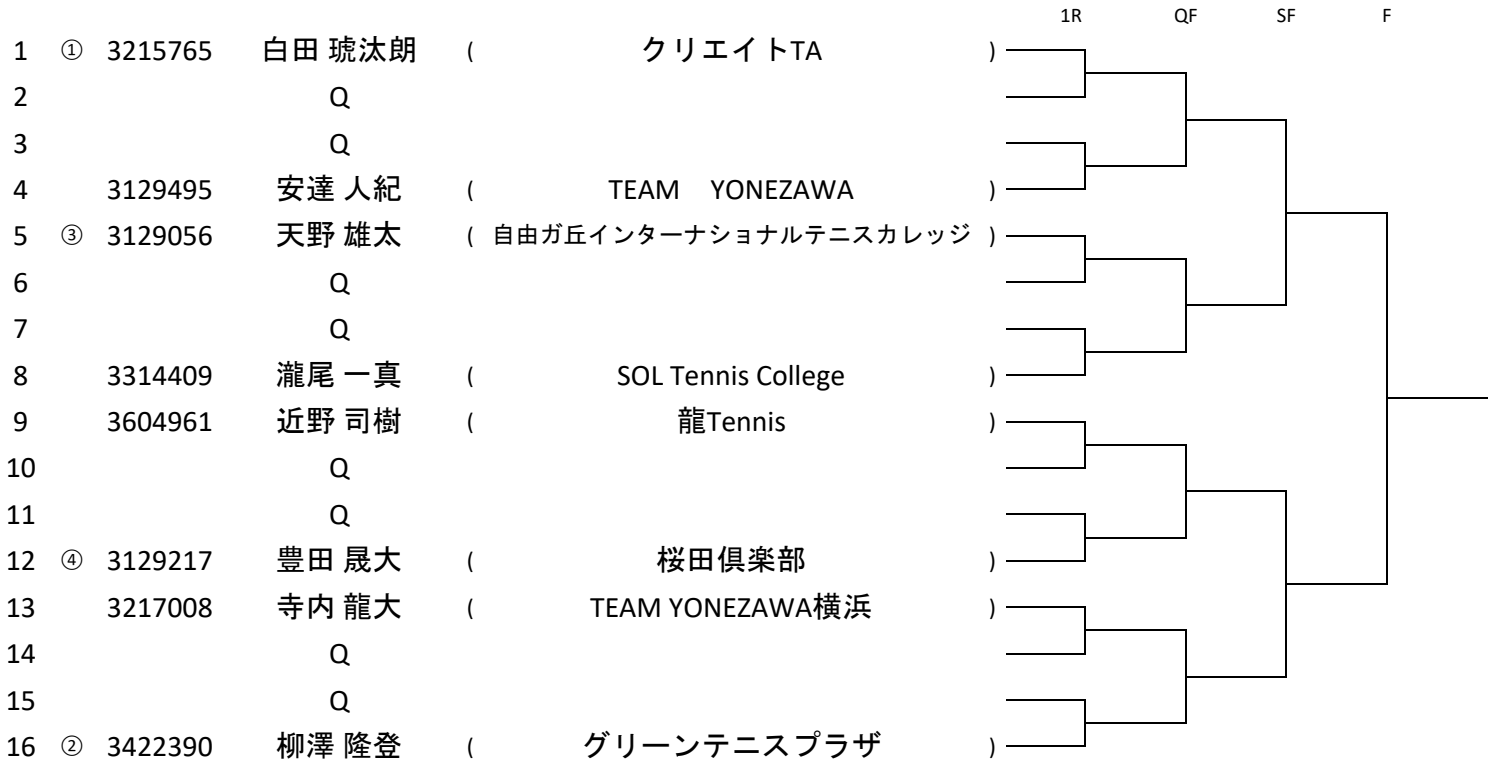 1R QF SF F
1 ① 3215765 白田 琥汰朗 ( クリエイトTA )
2 Q
3 Q
4 3129495 安達 人紀 ( TEAM　YONEZAWA )
5 ③ 3129056 天野 雄太 ( 自由ガ丘インターナショナルテニスカレッジ )
6 Q
7 Q
8 3314409 瀧尾 一真 ( SOL Tennis College )
9 3604961 近野 司樹 ( 龍Tennis )
10 Q
11 Q
12 ④ 3129217 豊田 晟大 ( 桜田倶楽部 )
13 3217008 寺内 龍大 ( TEAM YONEZAWA横浜 )
14 Q
15 Q
16 ② 3422390 柳澤 隆登 ( グリーンテニスプラザ )